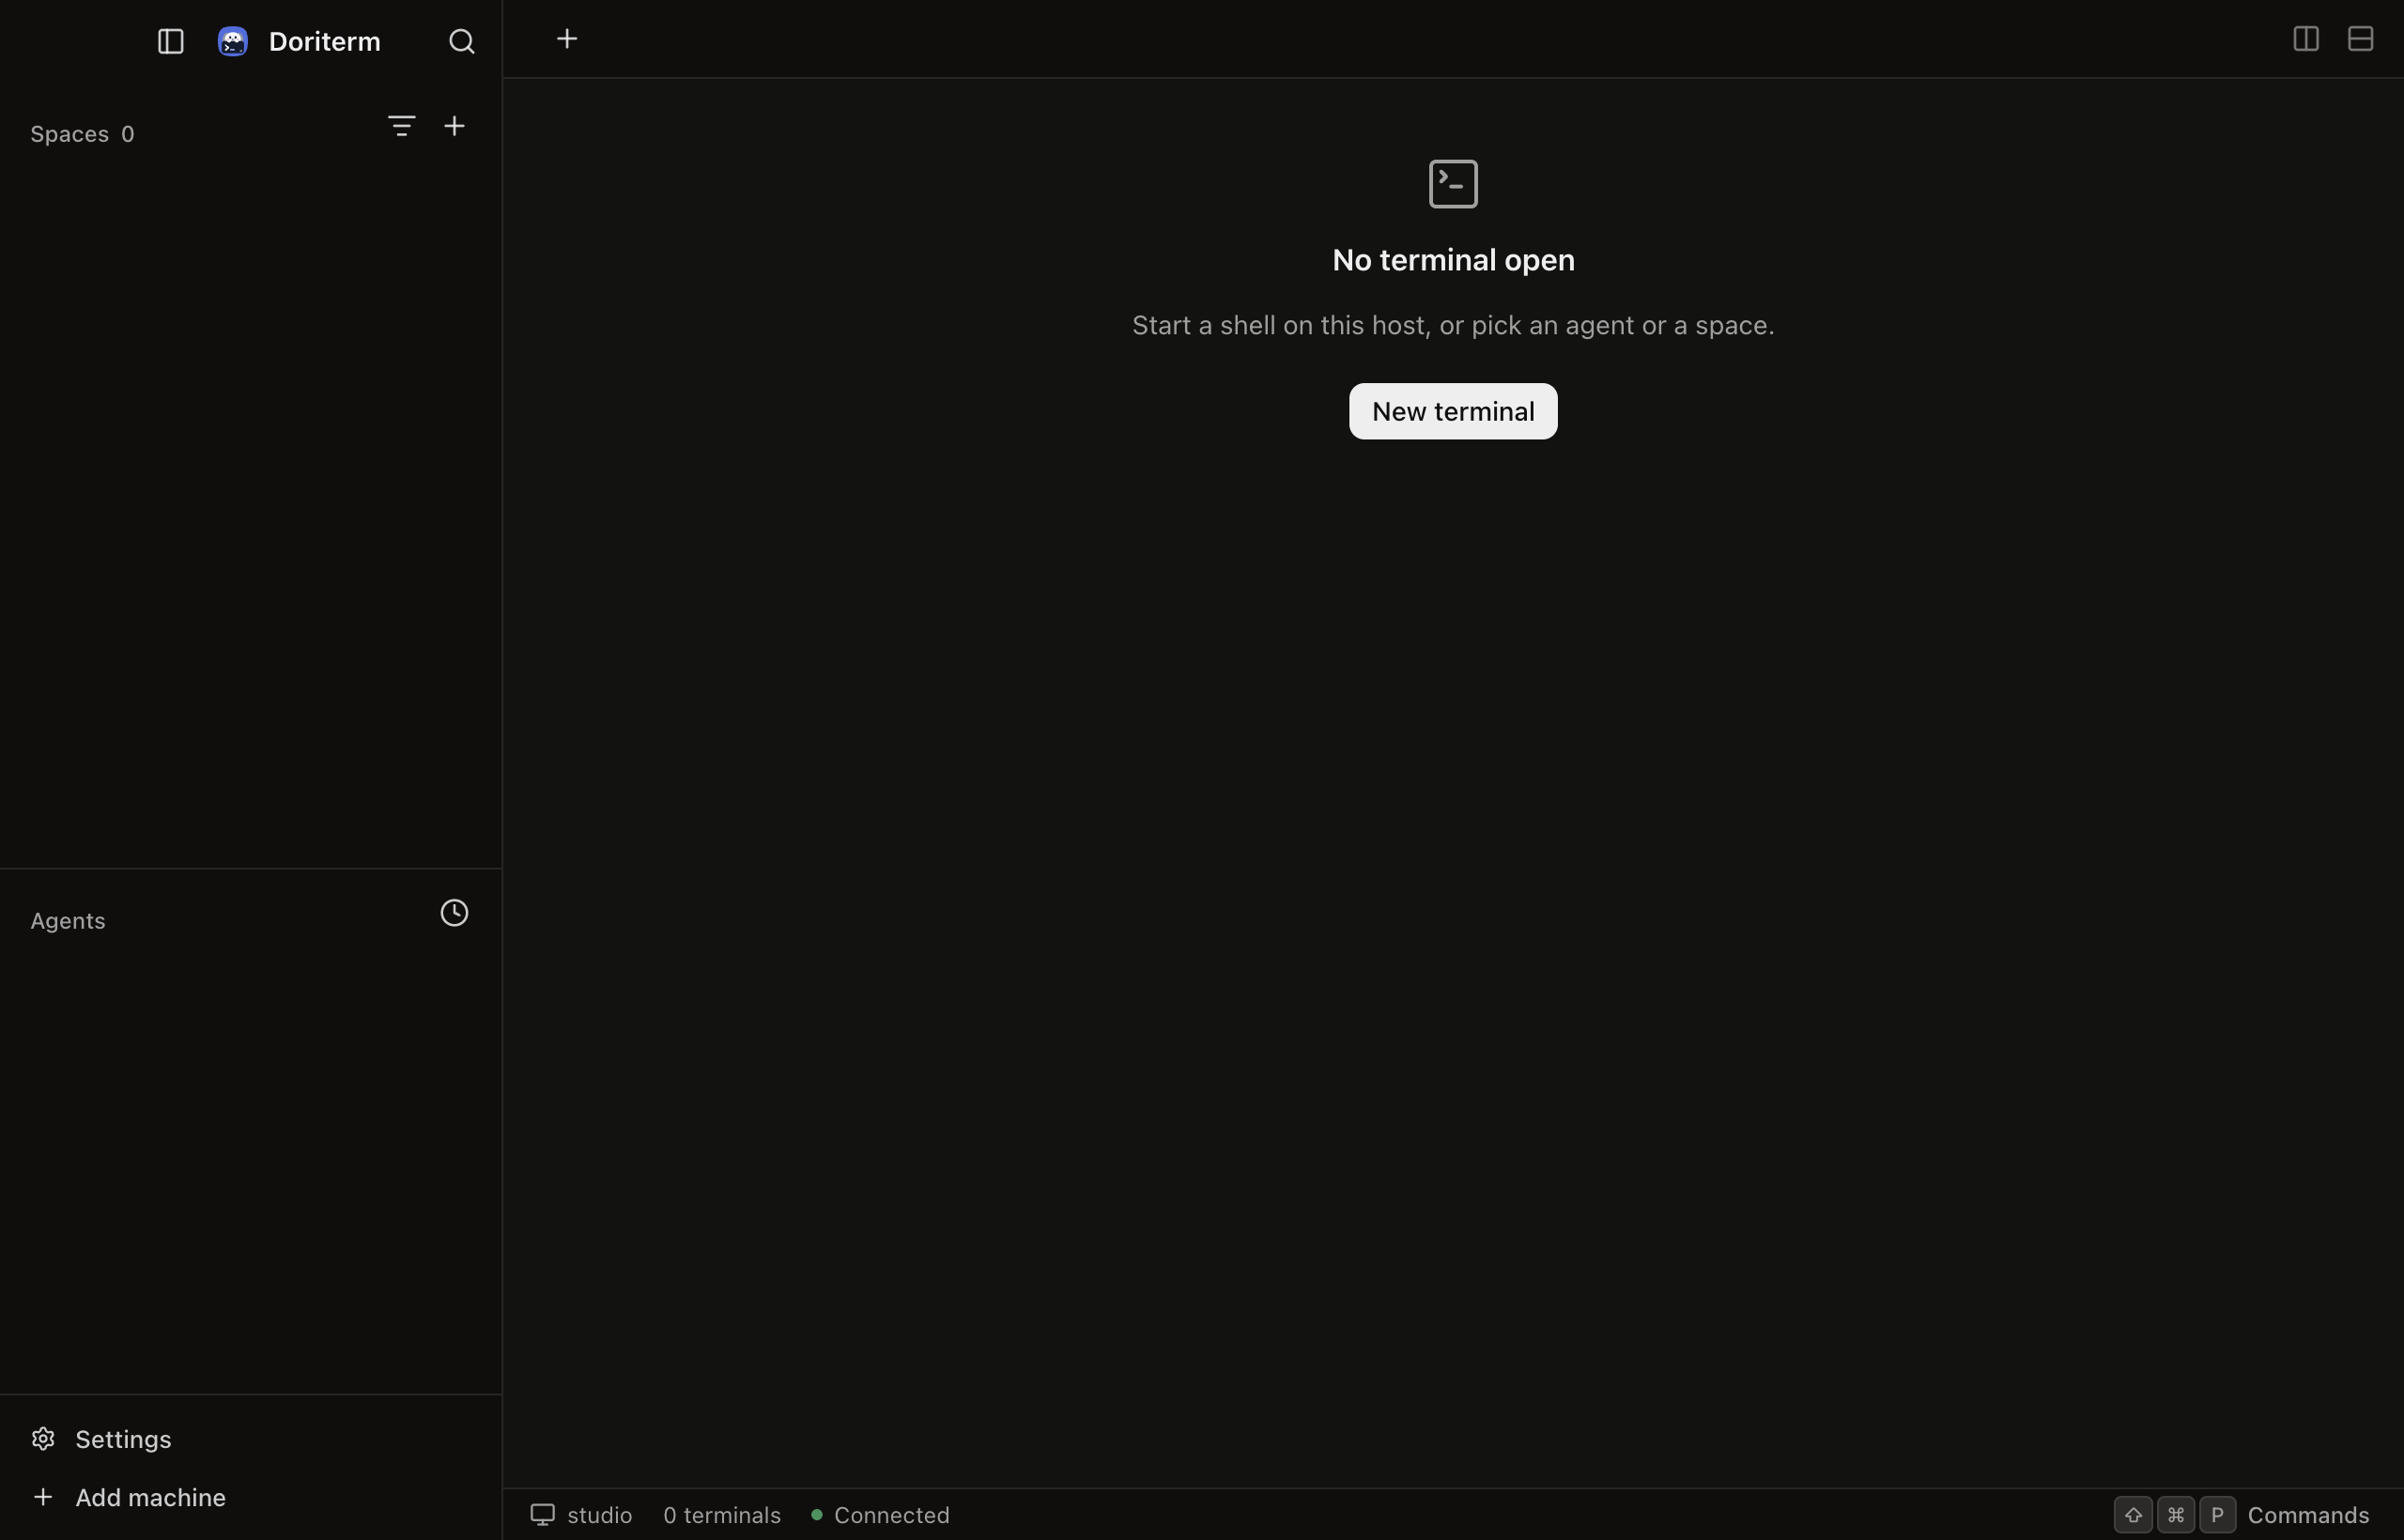 Doriterm
Spaces 0
No terminal open
Start a shell on this host, or pick an agent or a space.
New terminal
Agents
Settings
Add machine
studio 0 terminals Connected
⇧ ⌘ P Commands